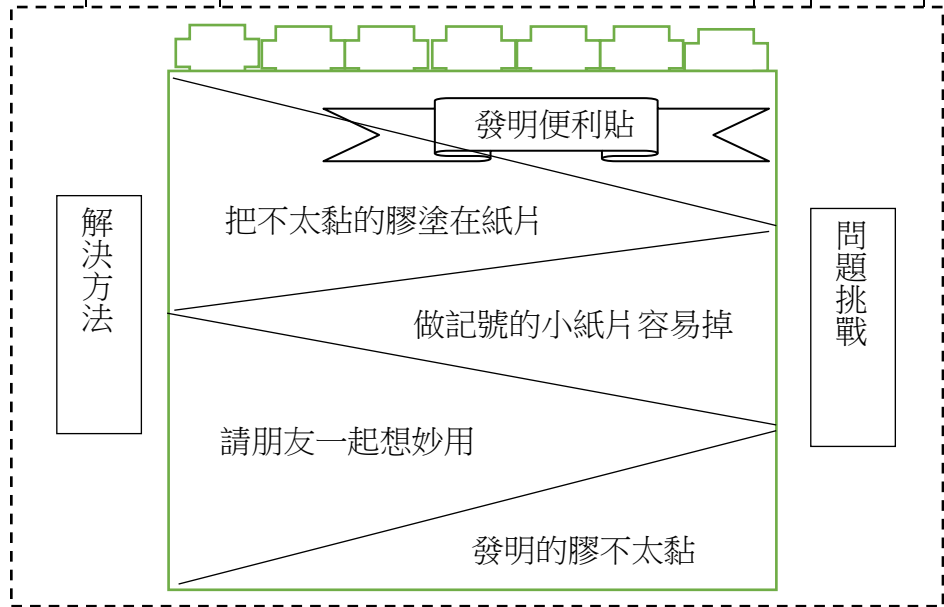 發明便利貼
把不太黏的膠塗在紙片
做記號的小紙片容易掉
請朋友一起想妙用
發明的膠不太黏
解決方法
問題挑戰